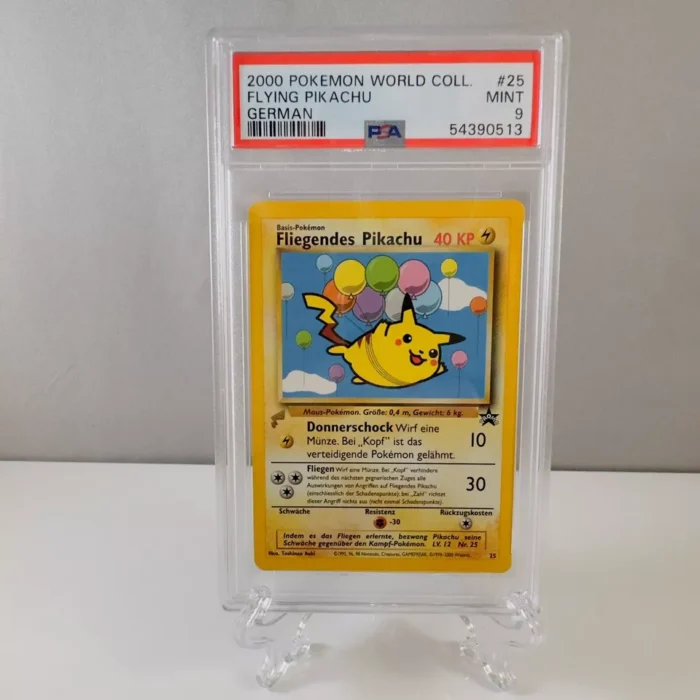 2000 POKEMON WORLD COLL. #25
FLYING PIKACHU MINT
GERMAN 9
PSA 54390513
Basis-Pokémon
Fliegendes Pikachu 40 KP
Maus-Pokémon. Größe: 0,4 m, Gewicht: 6 kg.
Donnerschock Wirf eine
Münze. Bei „Kopf" ist das
verteidigende Pokémon gelähmt.
10
Fliegen Wirf eine Münze. Bei „Kopf" verhindere
während des nächsten gegnerischen Zuges alle
Auswirkungen von Angriffen auf Fliegendes Pikachu
(einschließlich der Schadenspunkte); bei „Zahl" richtet
dieser Angriff nichts aus (nicht einmal Schadenspunkte).
30
Schwäche Resistenz Rückzugskosten
-30
Indem es das Fliegen erlernte, bezwang Pikachu seine
Schwäche gegenüber den Kampf-Pokémon. LV. 12 Nr. 25
Illus. Toshinao Aoki
25